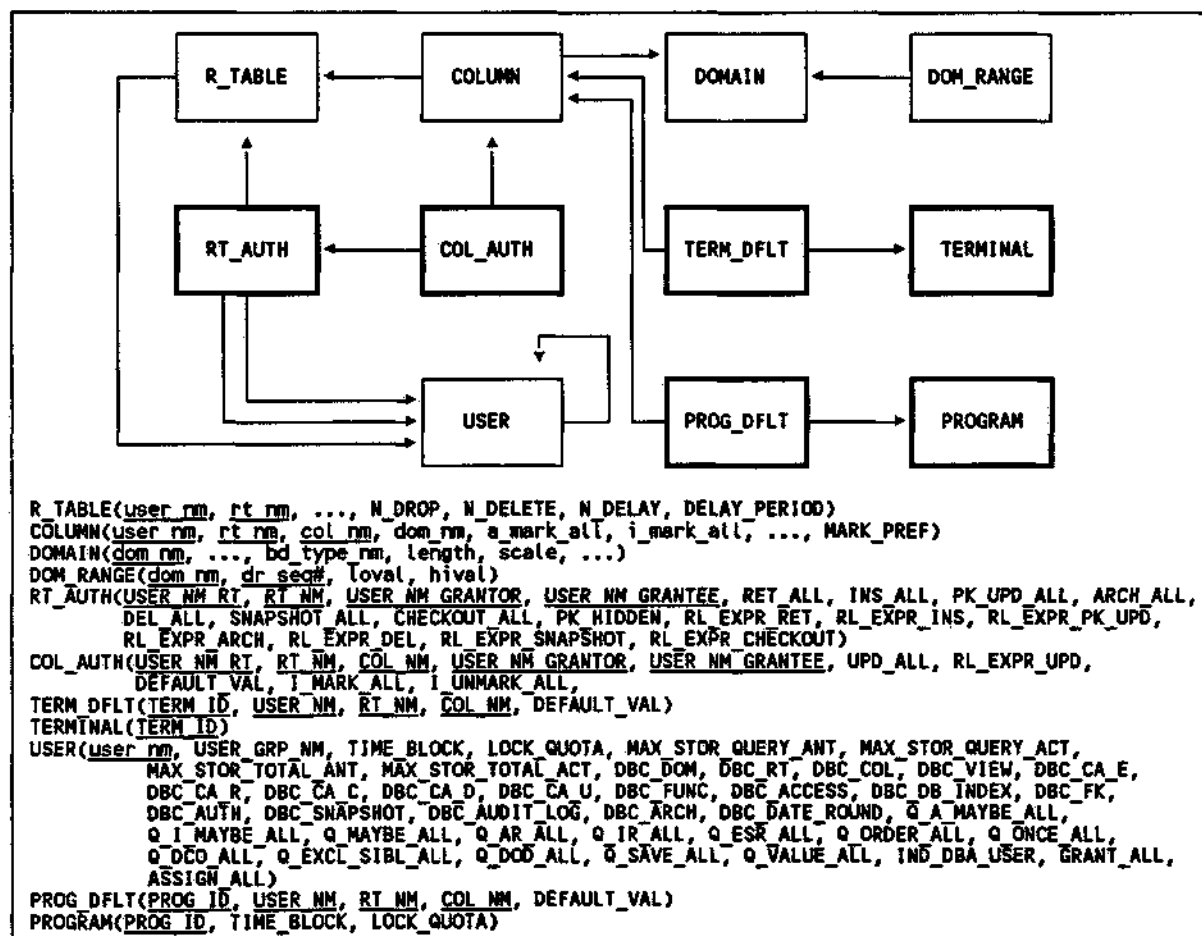 R_TABLE COLUMN DOMAIN DOM_RANGE
RT_AUTH COL_AUTH TERM_DFLT TERMINAL
USER PROG_DFLT PROGRAM
R_TABLE(user_nm, rt_nm, ..., N_DROP, N_DELETE, N_DELAY, DELAY_PERIOD)
COLUMN(user_nm, rt_nm, col_nm, dom_nm, a_mark_all, i_mark_all, ..., MARK_PREF)
DOMAIN(dom_nm, ..., bd_type_nm, length, scale, ...)
DOM_RANGE(dom_nm, dr_seq#, loval, hival)
RT_AUTH(USER_NM_RT, RT_NM, USER_NM_GRANTOR, USER_NM_GRANTEE, RET_ALL, INS_ALL, PK_UPD_ALL, ARCH_ALL,
DEL_ALL, SNAPSHOT_ALL, CHECKOUT_ALL, PK_HIDDEN, RL_EXPR_RET, RL_EXPR_INS, RL_EXPR_PK_UPD,
RL_EXPR_ARCH, RL_EXPR_DEL, RL_EXPR_SNAPSHOT, RL_EXPR_CHECKOUT)
COL_AUTH(USER_NM_RT, RT_NM, COL_NM, USER_NM_GRANTOR, USER_NM_GRANTEE, UPD_ALL, RL_EXPR_UPD,
DEFAULT_VAL, I_MARK_ALL, I_UNMARK_ALL,
TERM_DFLT(TERM_ID, USER_NM, RT_NM, COL_NM, DEFAULT_VAL)
TERMINAL(TERM_ID)
USER(user_nm, USER_GRP_NM, TIME_BLOCK, LOCK_QUOTA, MAX_STOR_QUERY_ANT, MAX_STOR_QUERY_ACT,
MAX_STOR_TOTAL_ANT, MAX_STOR_TOTAL_ACT, DBC_DOM, DBC_RT, DBC_COL, DBC_VIEW, DBC_CA_E,
DBC_CA_R, DBC_CA_C, DBC_CA_D, DBC_CA_U, DBC_FUNC, DBC_ACCESS, DBC_DB_INDEX, DBC_FK,
DBC_AUTH, DBC_SNAPSHOT, DBC_AUDIT_LOG, DBC_ARCH, DBC_DATE_ROUND, Q_A_MAYBE_ALL,
Q_I_MAYBE_ALL, Q_MAYBE_ALL, Q_AR_ALL, Q_IR_ALL, Q_ESR_ALL, Q_ORDER_ALL, Q_ONCE_ALL,
Q_DCO_ALL, Q_EXCL_SIBL_ALL, Q_DOD_ALL, Q_SAVE_ALL, Q_VALUE_ALL, IND_DBA_USER, GRANT_ALL,
ASSIGN_ALL)
PROG_DFLT(PROG_ID, USER_NM, RT_NM, COL_NM, DEFAULT_VAL)
PROGRAM(PROG_ID, TIME_BLOCK, LOCK_QUOTA)